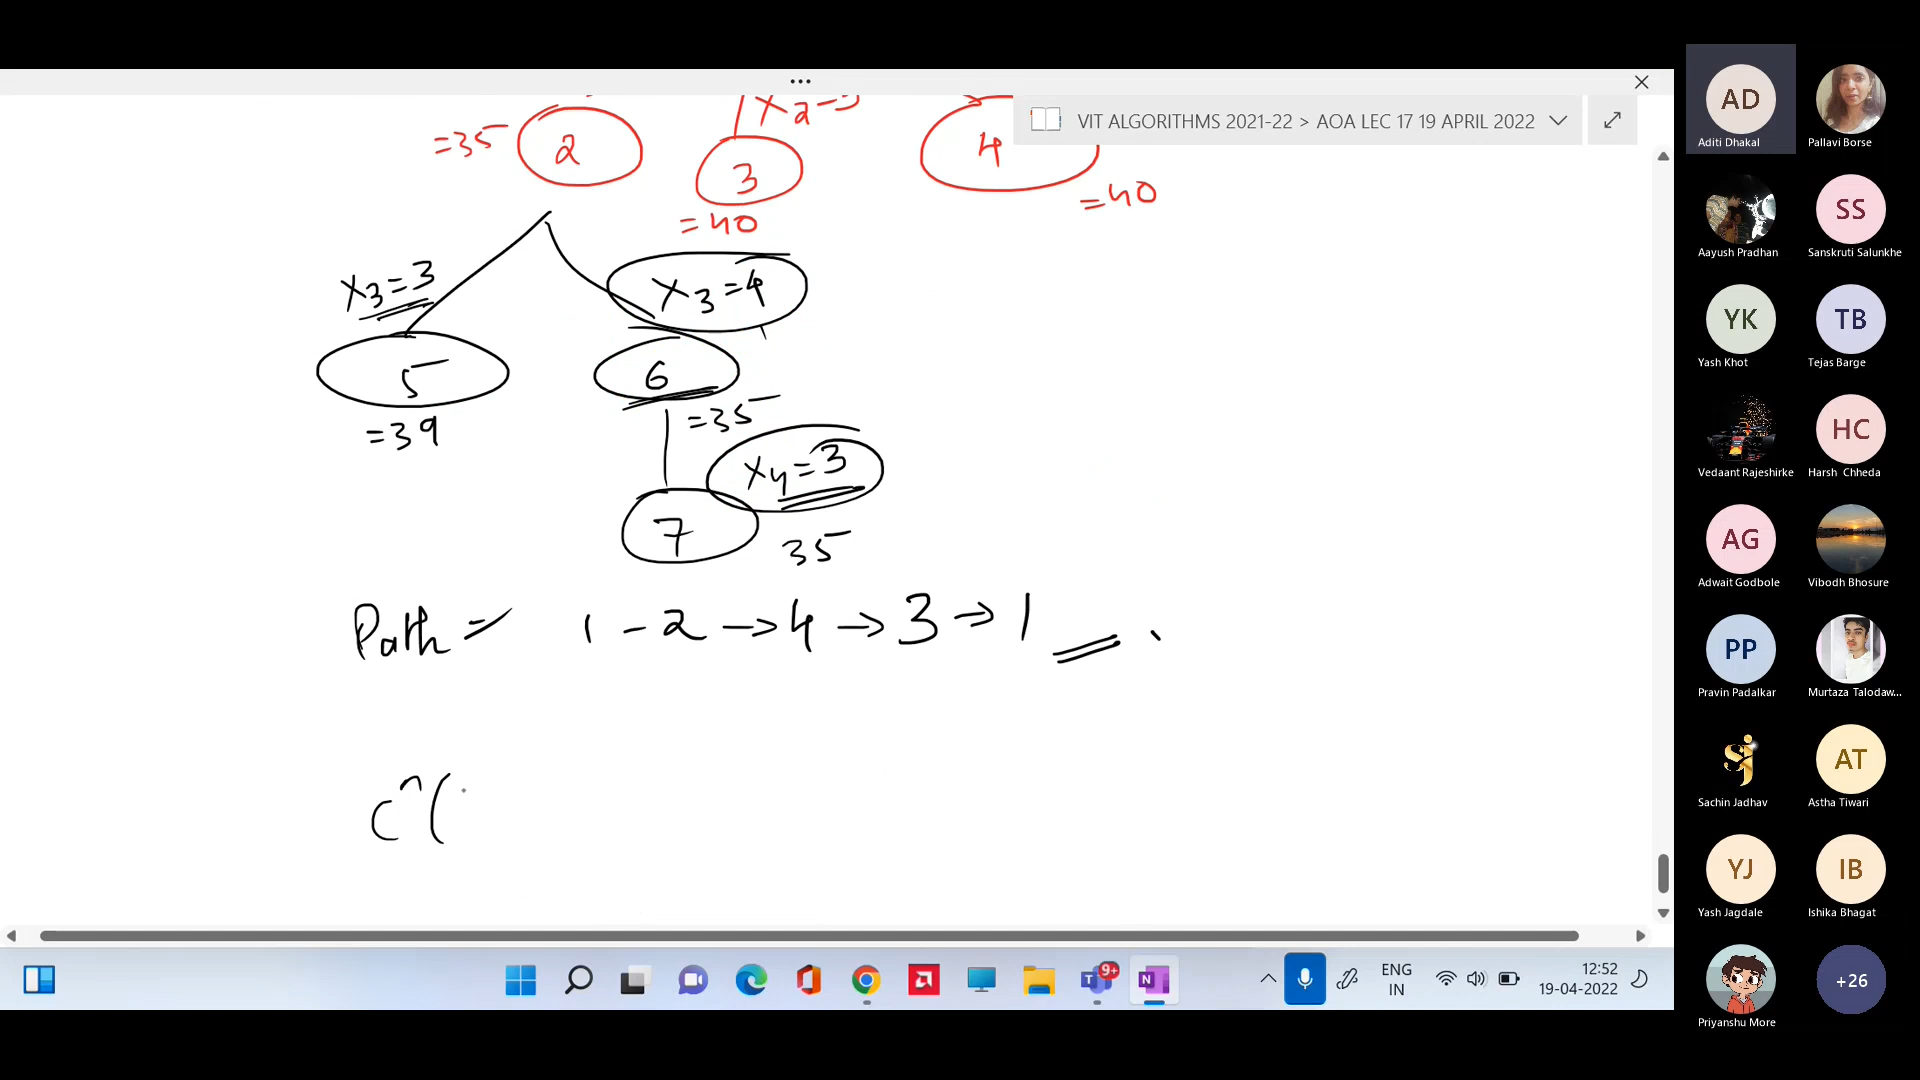 ...
VIT ALGORITHMS 2021-22 > AOA LEC 17 19 APRIL 2022
=35 2
3
=40
4
=40
X3=3
X3=4
5
=39
6
=35
X4=3
7
35
Path = 1 - 2 → 4 → 3 → 1
c^(
AD
Aditi Dhakal
Pallavi Borse
Aayush Pradhan
SS
Sanskruti Salunkhe
YK
Yash Khot
TB
Tejas Barge
Vedaant Rajeshirke
HC
Harsh Chheda
AG
Adwait Godbole
Vibodh Bhosure
PP
Pravin Padalkar
Murtaza Talodaw...
Sachin Jadhav
AT
Astha Tiwari
YJ
Yash Jagdale
IB
Ishika Bhagat
Priyanshu More
+26
9+
ENG
IN
12:52
19-04-2022